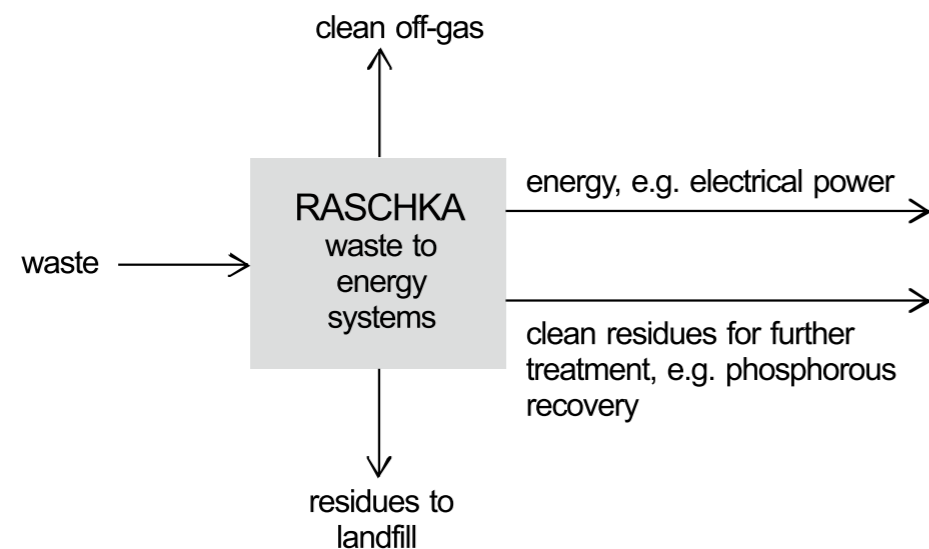 clean off-gas
energy, e.g. electrical power
RASCHKA
waste to
energy
systems
waste
clean residues for further
treatment, e.g. phosphorous
recovery
residues to
landfill